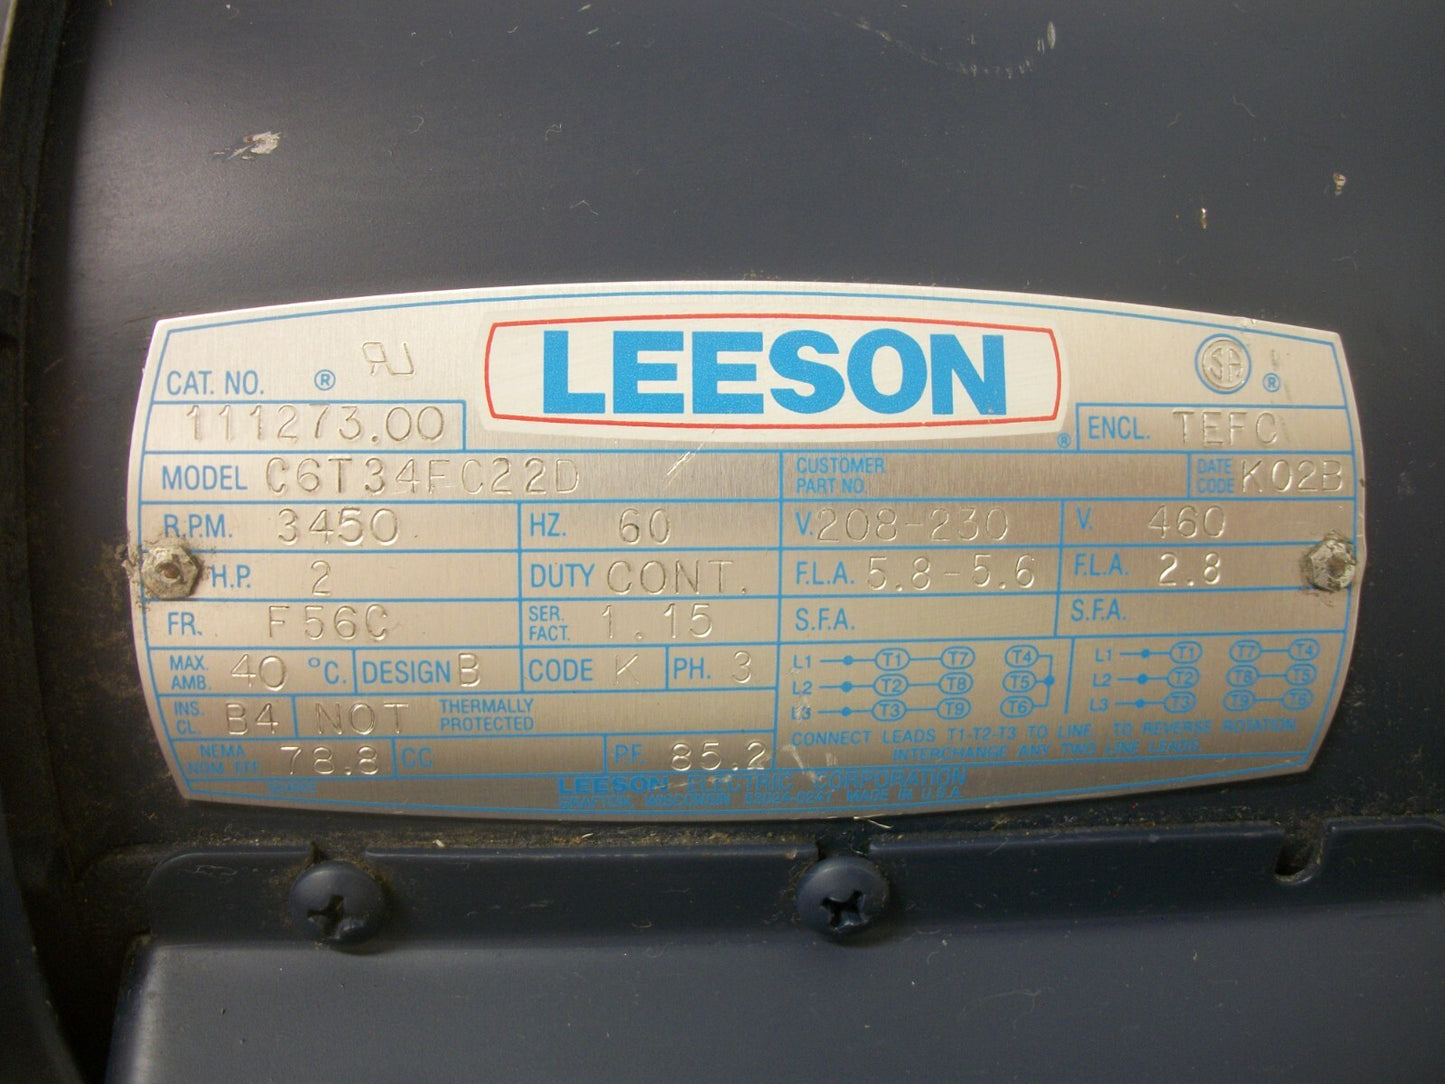 LEESON
CAT. NO. ®
111273.00
ENCL. TEFC
MODEL C6T34FC22D CUSTOMER PART NO. DATE CODE K02B
R.P.M. 3450 HZ. 60 V. 208-230 V. 460
H.P. 2 DUTY CONT. F.L.A. 5.8-5.6 F.L.A. 2.8
FR. F56C SER. FACT. 1.15 S.F.A. S.F.A.
MAX. AMB. 40 °C. DESIGN B CODE K PH. 3
INS. CL. B4 NOT THERMALLY PROTECTED
NEMA NOM. EFF. 78.8 CC P.F. 85.2
L1 T1 T7 T4 L1 T1 T7 T4
L2 T2 T8 T5 L2 T2 T8 T5
L3 T3 T9 T6 L3 T3 T9 T6
CONNECT LEADS T1-T2-T3 TO LINE. TO REVERSE ROTATION
INTERCHANGE ANY TWO LINE LEADS
LEESON ELECTRIC CORPORATION
GRAFTON, WISCONSIN 53024-0241 MADE IN U.S.A.